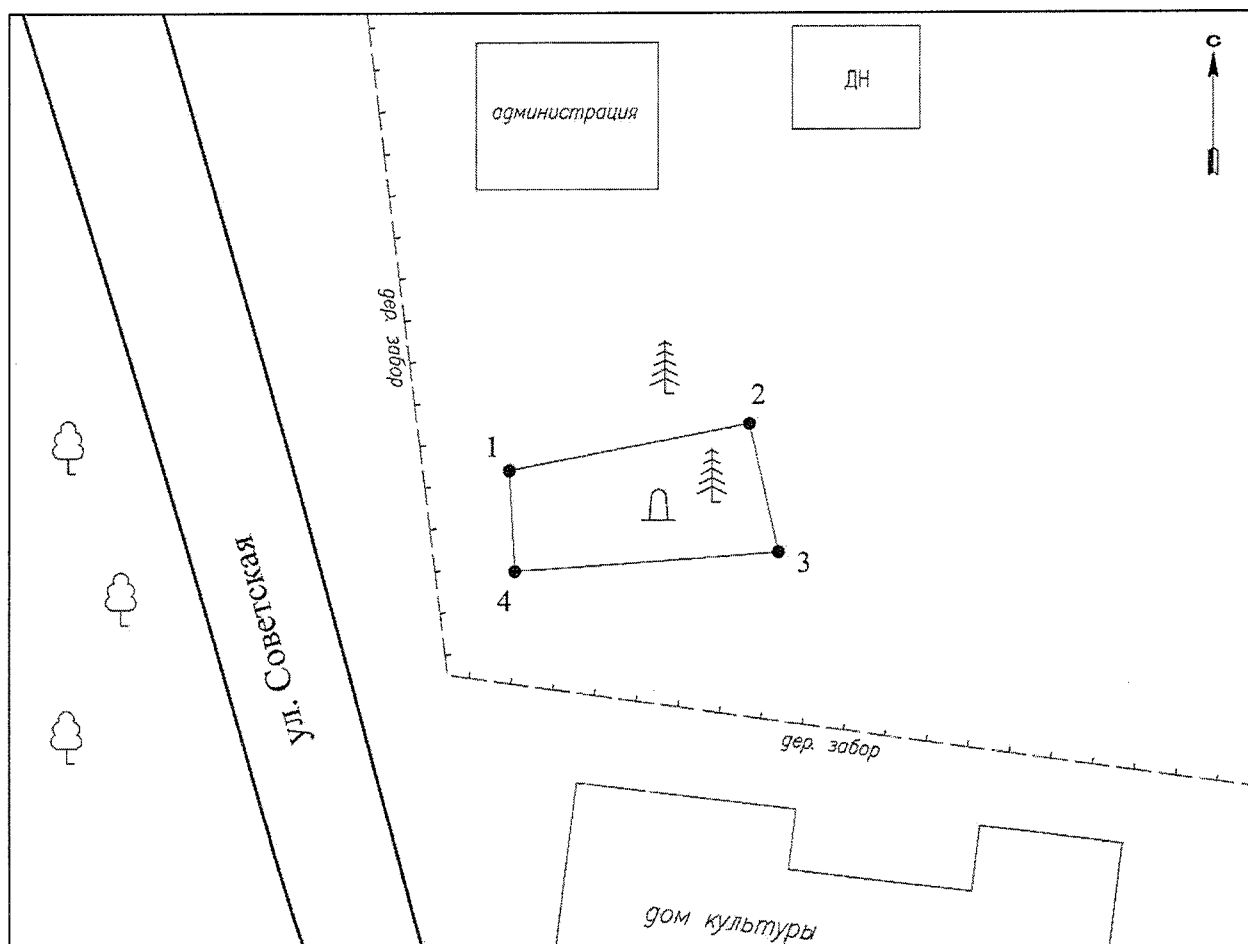 С
администрация
ДН
дер. забор
1
2
3
4
ул. Советская
дер. забор
дом культуры